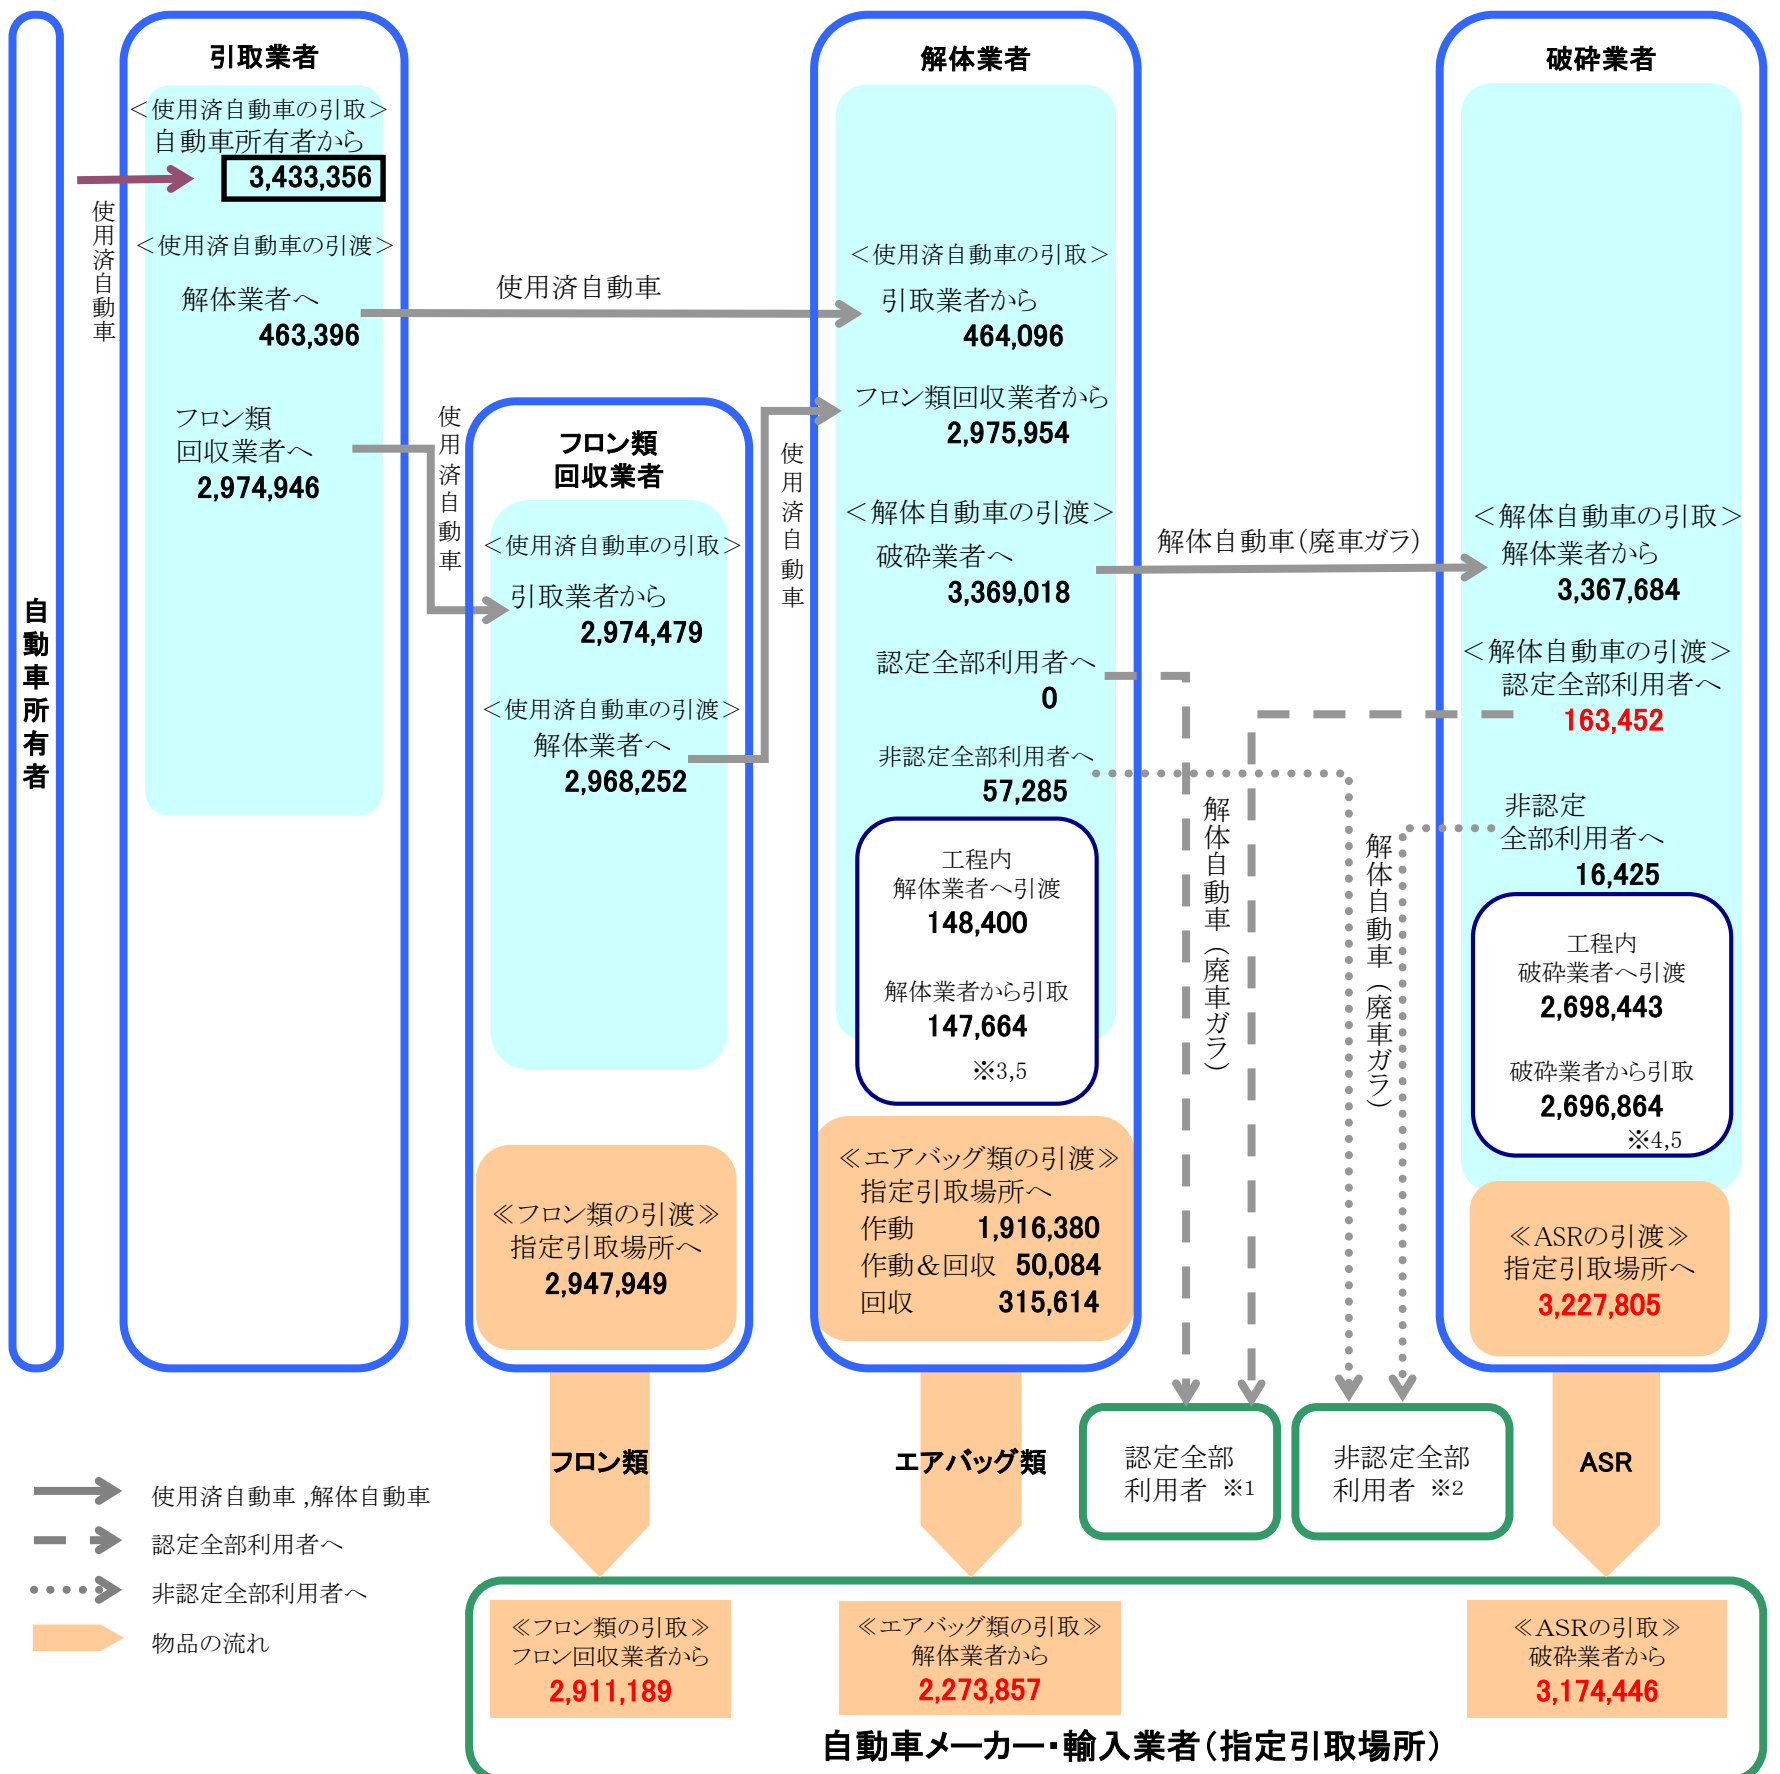 自動車所有者
使用済自動車
引取業者
＜使用済自動車の引取＞
自動車所有者から
3,433,356
＜使用済自動車の引渡＞
解体業者へ
463,396
フロン類
回収業者へ
2,974,946
使用済自動車
使用済自動車
フロン類
回収業者
＜使用済自動車の引取＞
引取業者から
2,974,479
＜使用済自動車の引渡＞
解体業者へ
2,968,252
≪フロン類の引渡≫
指定引取場所へ
2,947,949
使用済自動車
解体業者
＜使用済自動車の引取＞
引取業者から
464,096
フロン類回収業者から
2,975,954
＜解体自動車の引渡＞
破砕業者へ
3,369,018
認定全部利用者へ
0
非認定全部利用者へ
57,285
工程内
解体業者へ引渡
148,400
解体業者から引取
147,664
※3,5
≪エアバッグ類の引渡≫
指定引取場所へ
作動 1,916,380
作動＆回収 50,084
回収 315,614
解体自動車(廃車ガラ)
解体自動車（廃車ガラ）
解体自動車（廃車ガラ）
破砕業者
＜解体自動車の引取＞
解体業者から
3,367,684
＜解体自動車の引渡＞
認定全部利用者へ
163,452
非認定
全部利用者へ
16,425
工程内
破砕業者へ引渡
2,698,443
破砕業者から引取
2,696,864
※4,5
≪ASRの引渡≫
指定引取場所へ
3,227,805
フロン類
エアバッグ類
認定全部
利用者 ※1
非認定全部
利用者 ※2
ASR
使用済自動車 ,解体自動車
認定全部利用者へ
非認定全部利用者へ
物品の流れ
≪フロン類の引取≫
フロン回収業者から
2,911,189
≪エアバッグ類の引取≫
解体業者から
2,273,857
≪ASRの引取≫
破砕業者から
3,174,446
自動車メーカー・輸入業者(指定引取場所)